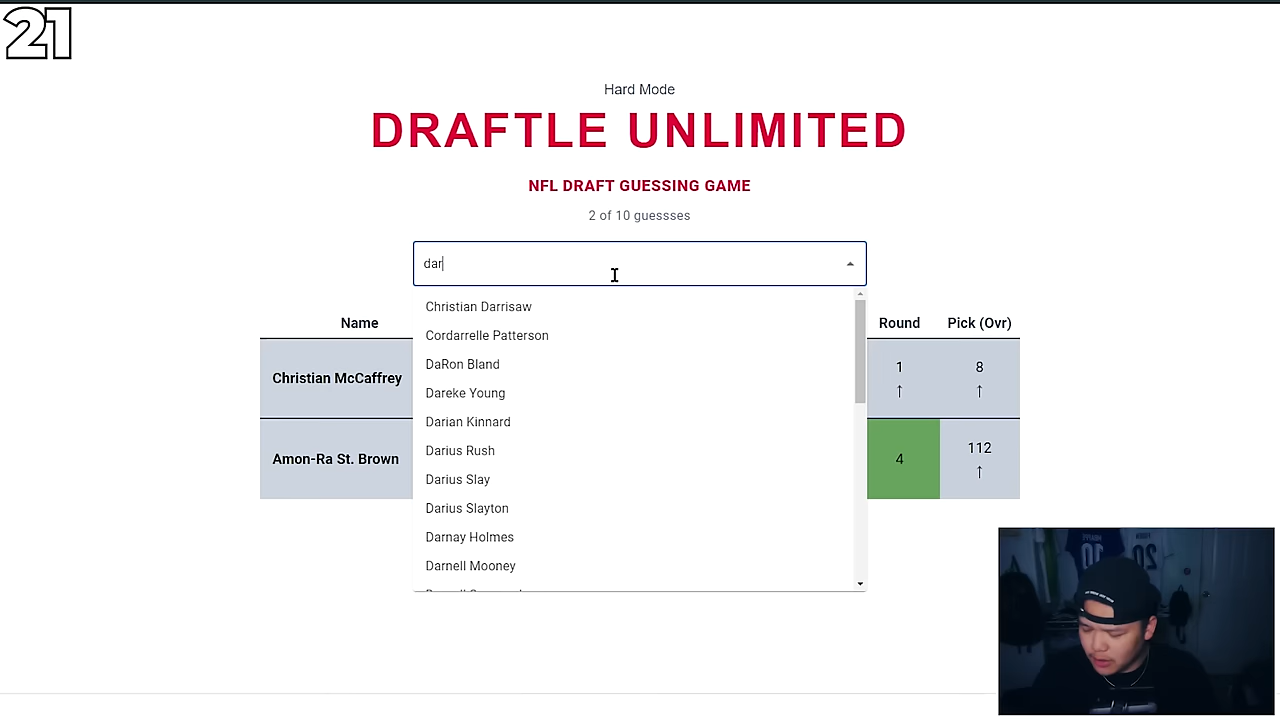 21
Hard Mode
DRAFTLE UNLIMITED
NFL DRAFT GUESSING GAME
2 of 10 guessses
dar
Christian Darrisaw
Cordarrelle Patterson
DaRon Bland
Dareke Young
Darian Kinnard
Darius Rush
Darius Slay
Darius Slayton
Darnay Holmes
Darnell Mooney
Name Round Pick (Ovr)
Christian McCaffrey 1 ↑ 8 ↑
Amon-Ra St. Brown 4 112 ↑
10
20